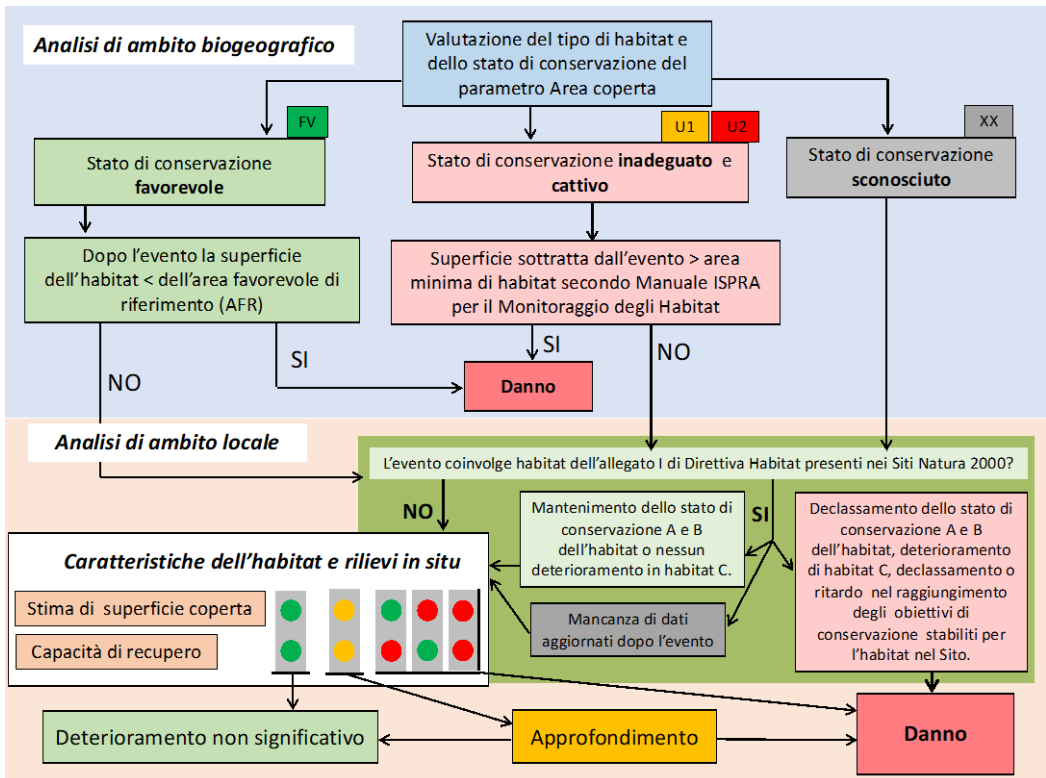 Analisi di ambito biogeografico
Valutazione del tipo di habitat e
dello stato di conservazione del
parametro Area coperta
FV
U1
U2
XX
Stato di conservazione
favorevole
Stato di conservazione inadeguato e
cattivo
Stato di conservazione
sconosciuto
Dopo l'evento la superficie
dell'habitat < dell'area favorevole di
riferimento (AFR)
Superficie sottratta dall'evento > area
minima di habitat secondo Manuale ISPRA
per il Monitoraggio degli Habitat
NO
SI
SI
NO
Danno
Analisi di ambito locale
L'evento coinvolge habitat dell'allegato I di Direttiva Habitat presenti nei Siti Natura 2000?
NO
Mantenimento dello stato di
conservazione A e B
dell'habitat o nessun
deterioramento in habitat C.
SI
Declassamento dello stato di
conservazione A e B
dell'habitat, deterioramento
di habitat C, declassamento o
ritardo nel raggiungimento
degli obiettivi di
conservazione stabiliti per
l'habitat nel Sito.
Mancanza di dati
aggiornati dopo l'evento
Caratteristiche dell'habitat e rilievi in situ
Stima di superficie coperta
Capacità di recupero
Deterioramento non significativo
Approfondimento
Danno